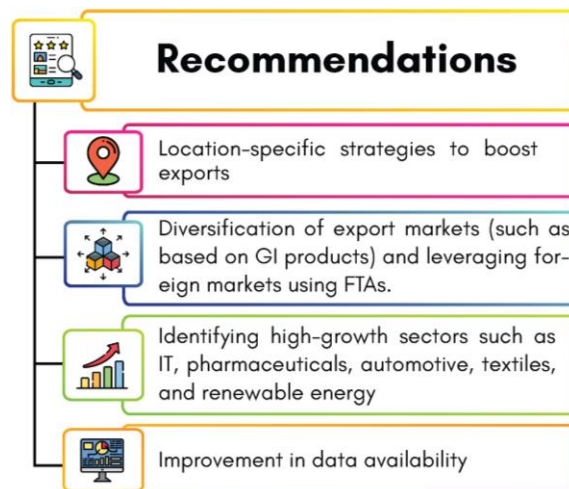 Recommendations
Location-specific strategies to boost
exports
Diversification of export markets (such as
based on GI products) and leveraging for-
eign markets using FTAs.
Identifying high-growth sectors such as
IT, pharmaceuticals, automotive, textiles,
and renewable energy
Improvement in data availability